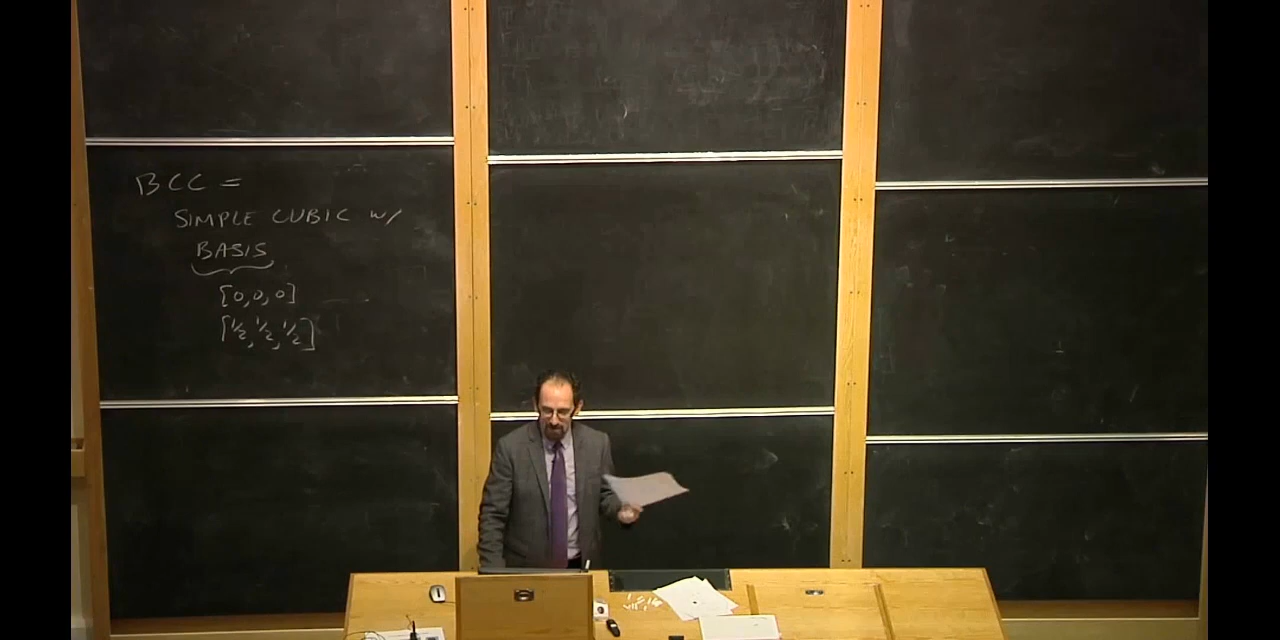 BCC =
SIMPLE CUBIC w/
BASIS
[0,0,0]
[1/2,1/2,1/2]